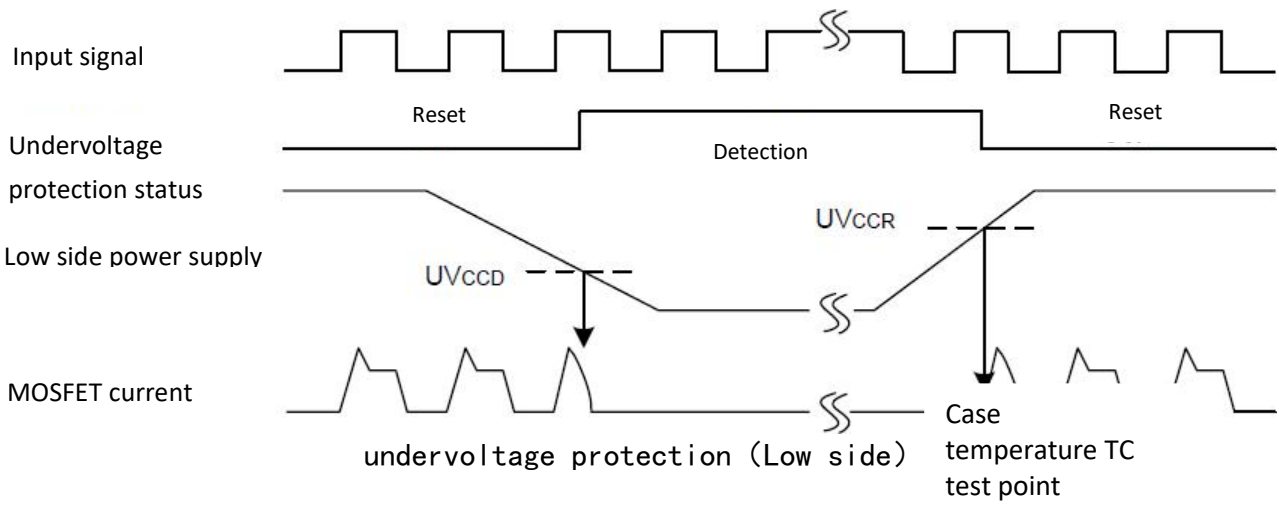 Input signal
Reset
Reset
Undervoltage
protection status
Detection
UVCCR
Low side power supply
UVCCD
MOSFET current
undervoltage protection (Low side)
Case
temperature TC
test point